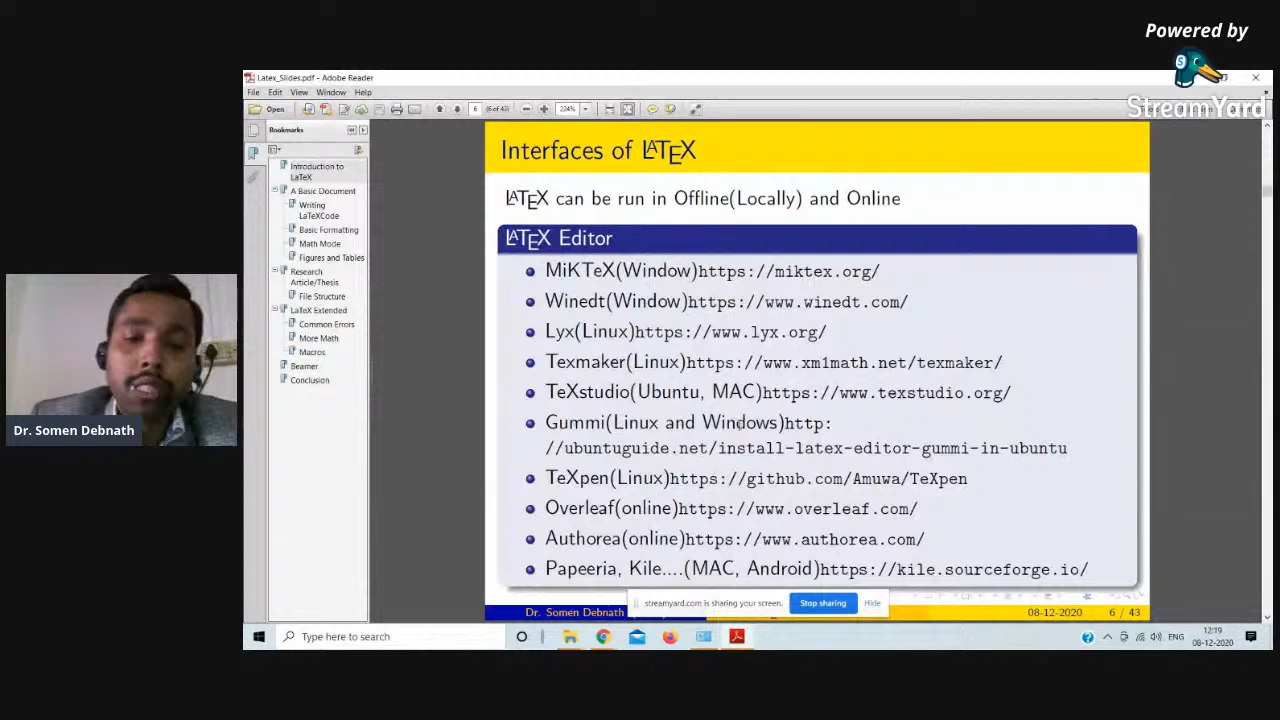 Powered by
StreamYard
Latex_Slides.pdf - Adobe Reader
File Edit View Window Help
Open 6 (6 of 43) 224%
Bookmarks
Introduction to
LaTeX
A Basic Document
Writing
LaTeXCode
Basic Formatting
Math Mode
Figures and Tables
Research
Article/Thesis
File Structure
LaTeX Extended
Common Errors
More Math
Macros
Beamer
Conclusion
Interfaces of LATEX
LATEX can be run in Offline(Locally) and Online
LATEX Editor
MiKTeX(Window)https://miktex.org/
Winedt(Window)https://www.winedt.com/
Lyx(Linux)https://www.lyx.org/
Texmaker(Linux)https://www.xm1math.net/texmaker/
TeXstudio(Ubuntu, MAC)https://www.texstudio.org/
Gummi(Linux and Windows)http:
//ubuntuguide.net/install-latex-editor-gummi-in-ubuntu
TeXpen(Linux)https://github.com/Amuwa/TeXpen
Overleaf(online)https://www.overleaf.com/
Authorea(online)https://www.authorea.com/
Papeeria, Kile....(MAC, Android)https://kile.sourceforge.io/
Dr. Somen Debnath
08-12-2020 6 / 43
streamyard.com is sharing your screen. Stop sharing Hide
Dr. Somen Debnath
Type here to search
ENG
12:19
08-12-2020